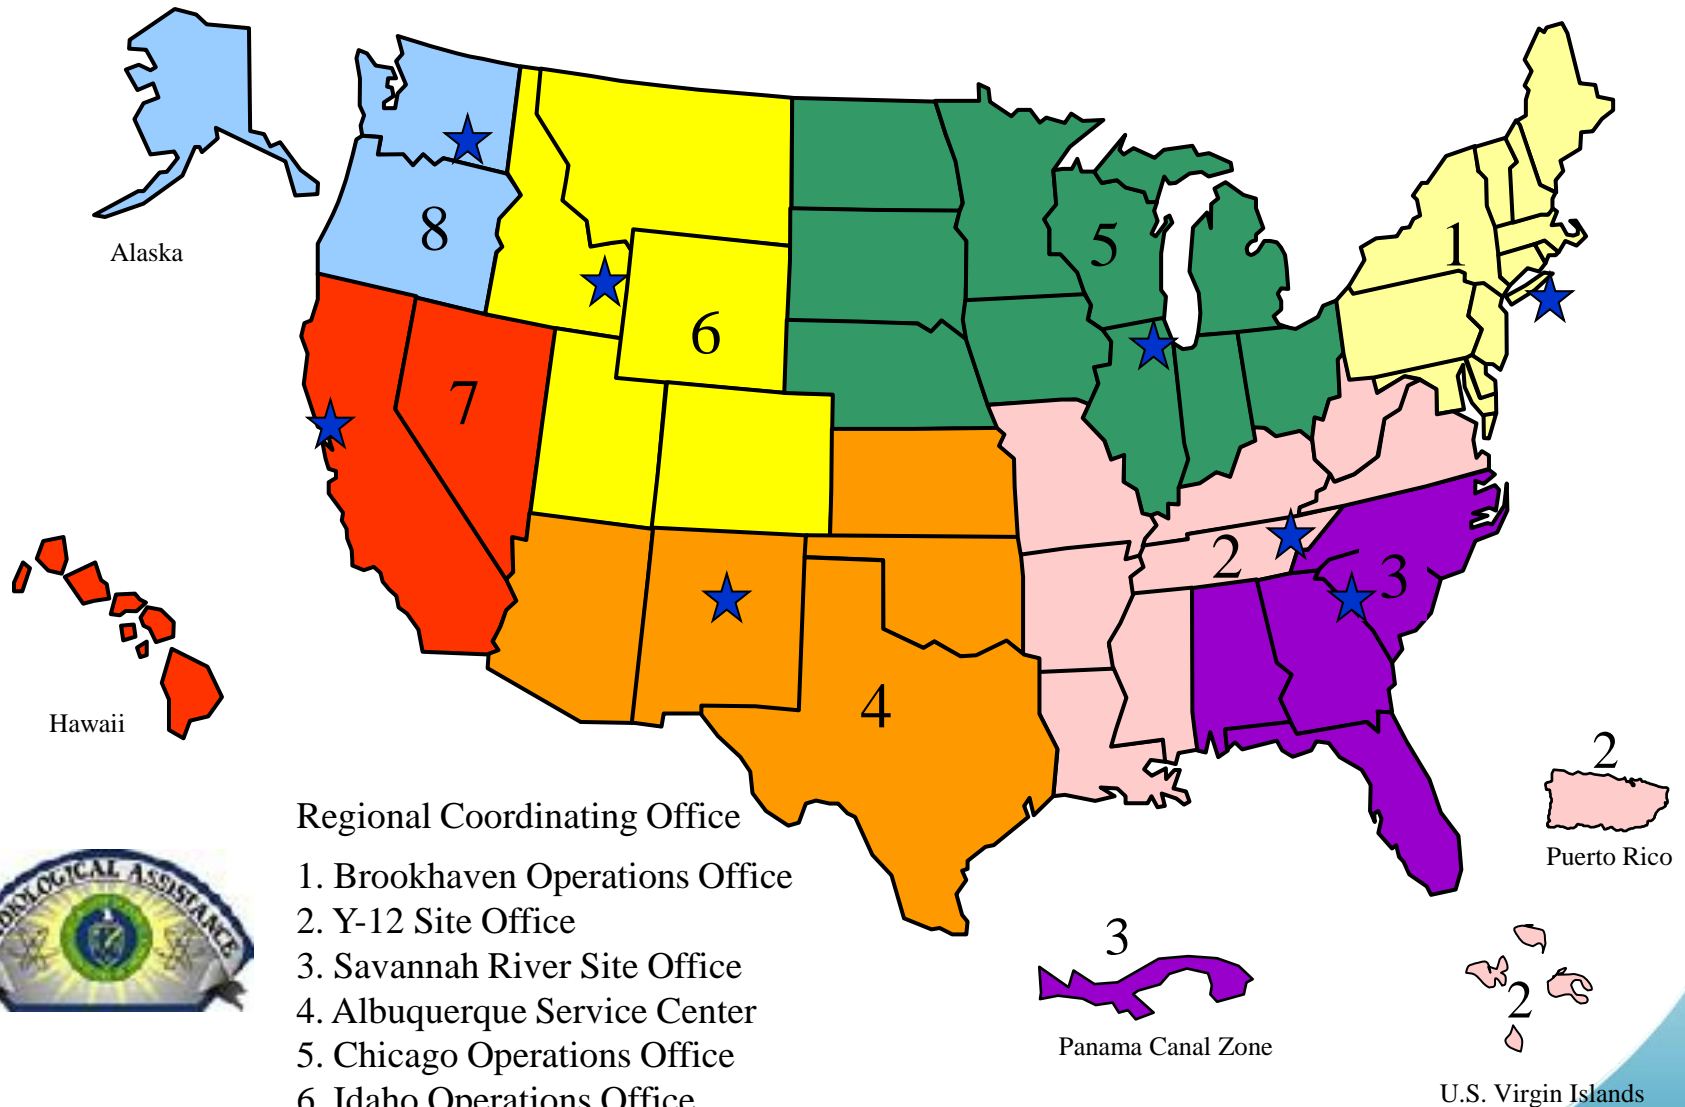 8
Alaska
5
1
6
7
2
3
Hawaii
4
2
Puerto Rico
Regional Coordinating Office
1. Brookhaven Operations Office
2. Y-12 Site Office
3. Savannah River Site Office
4. Albuquerque Service Center
5. Chicago Operations Office
6. Idaho Operations Office
3
Panama Canal Zone
2
U.S. Virgin Islands
ASSISTANCE